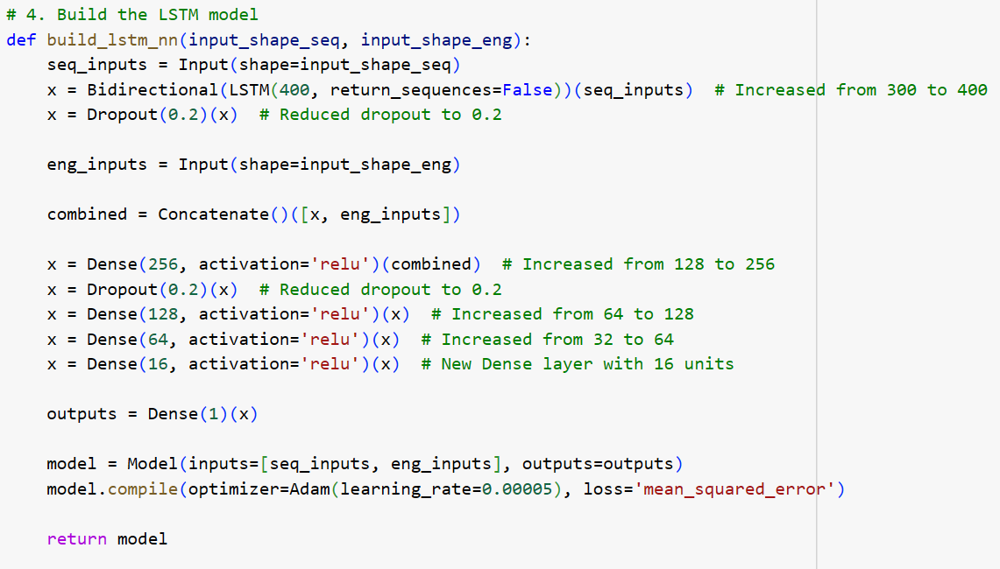 # 4. Build the LSTM model
def build_lstm_nn(input_shape_seq, input_shape_eng):
    seq_inputs = Input(shape=input_shape_seq)
    x = Bidirectional(LSTM(400, return_sequences=False))(seq_inputs)  # Increased from 300 to 400
    x = Dropout(0.2)(x)  # Reduced dropout to 0.2
    eng_inputs = Input(shape=input_shape_eng)
    combined = Concatenate()([x, eng_inputs])
    x = Dense(256, activation='relu')(combined)  # Increased from 128 to 256
    x = Dropout(0.2)(x)  # Reduced dropout to 0.2
    x = Dense(128, activation='relu')(x)  # Increased from 64 to 128
    x = Dense(64, activation='relu')(x)  # Increased from 32 to 64
    x = Dense(16, activation='relu')(x)  # New Dense layer with 16 units
    outputs = Dense(1)(x)
    model = Model(inputs=[seq_inputs, eng_inputs], outputs=outputs)
    model.compile(optimizer=Adam(learning_rate=0.00005), loss='mean_squared_error')
    return model